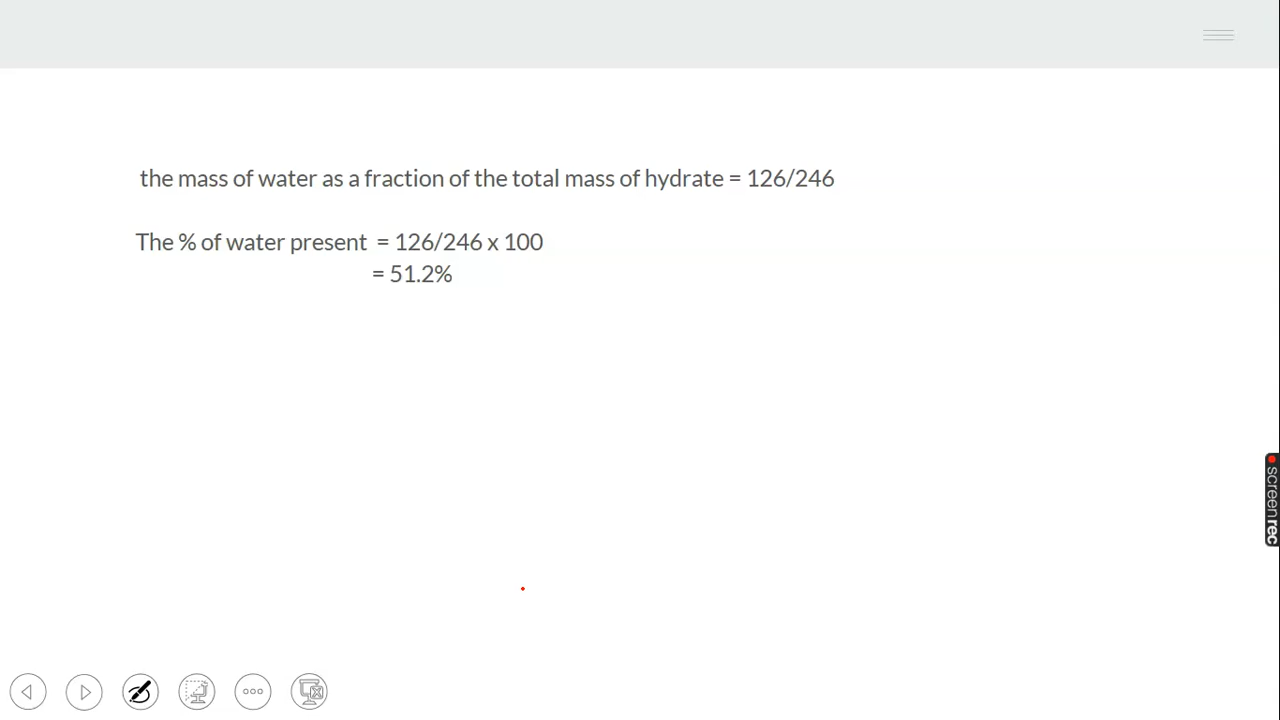 the mass of water as a fraction of the total mass of hydrate = 126/246
The % of water present = 126/246 x 100
= 51.2%
screenrec